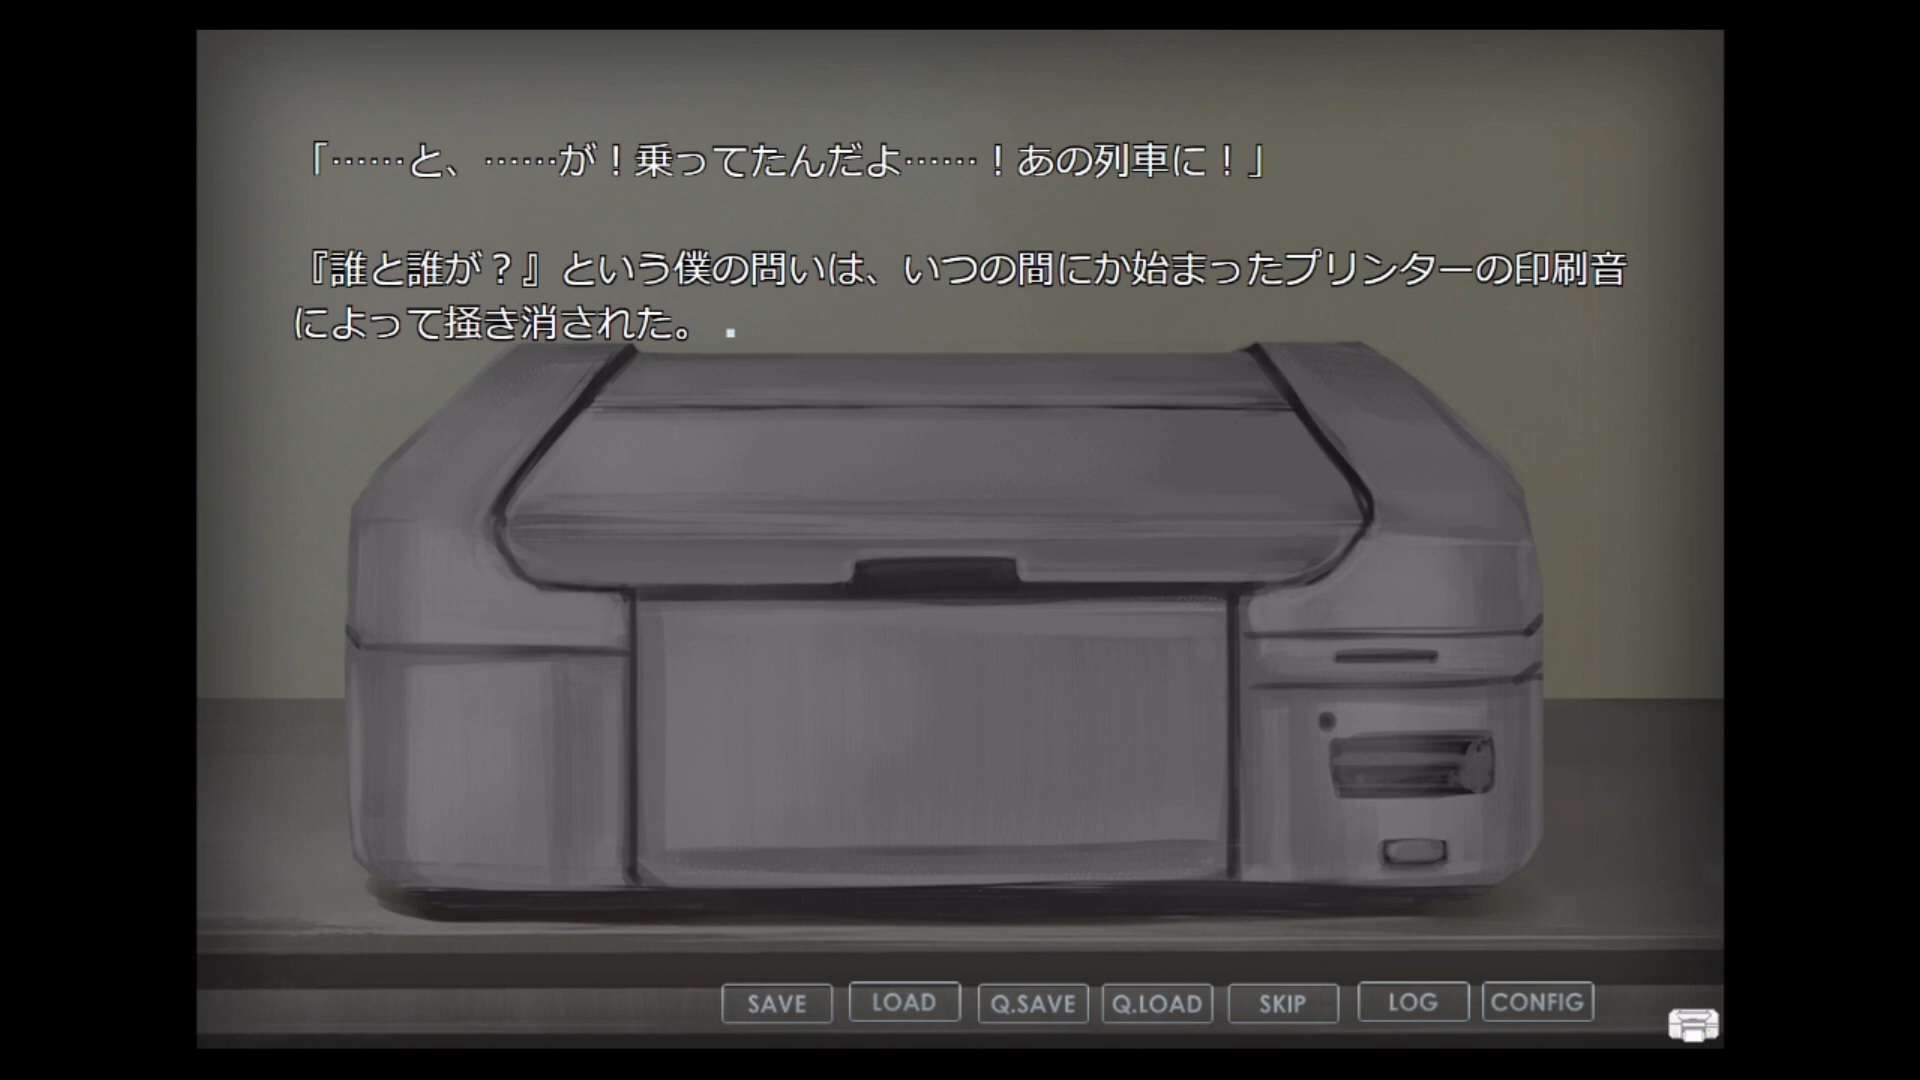 「……と、……が！乗ってたんだよ……！あの列車に！」
『誰と誰が？』という僕の問いは、いつの間にか始まったプリンターの印刷音
によって掻き消された。
SAVE LOAD Q.SAVE Q.LOAD SKIP LOG CONFIG